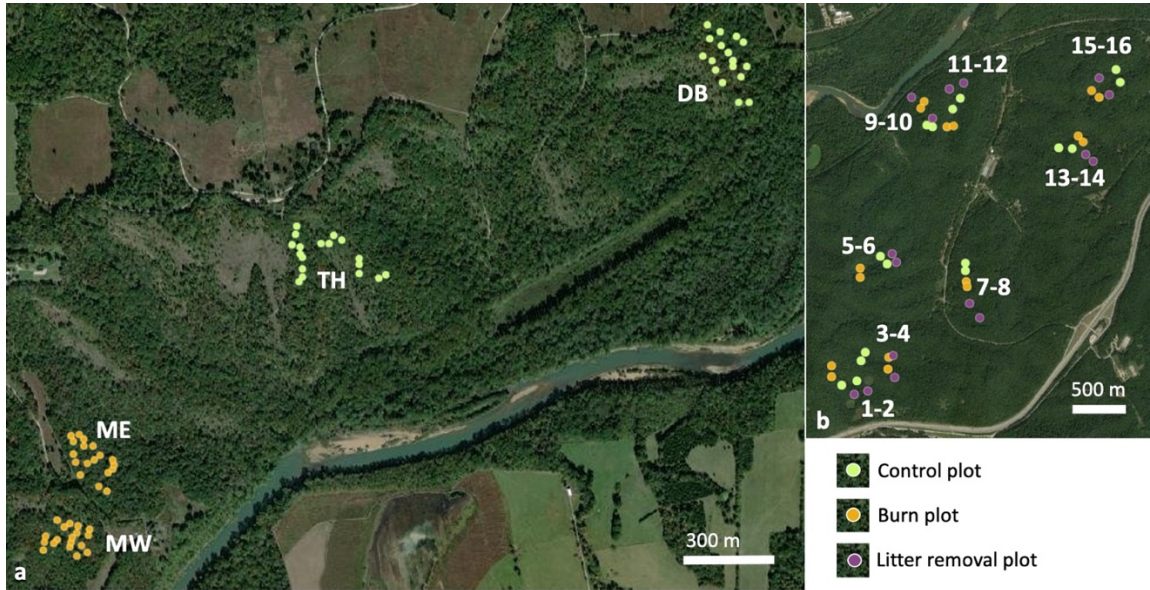 DB
TH
ME
MW
300 m
a
15-16
11-12
9-10
13-14
5-6
7-8
3-4
1-2
500 m
b
Control plot
Burn plot
Litter removal plot